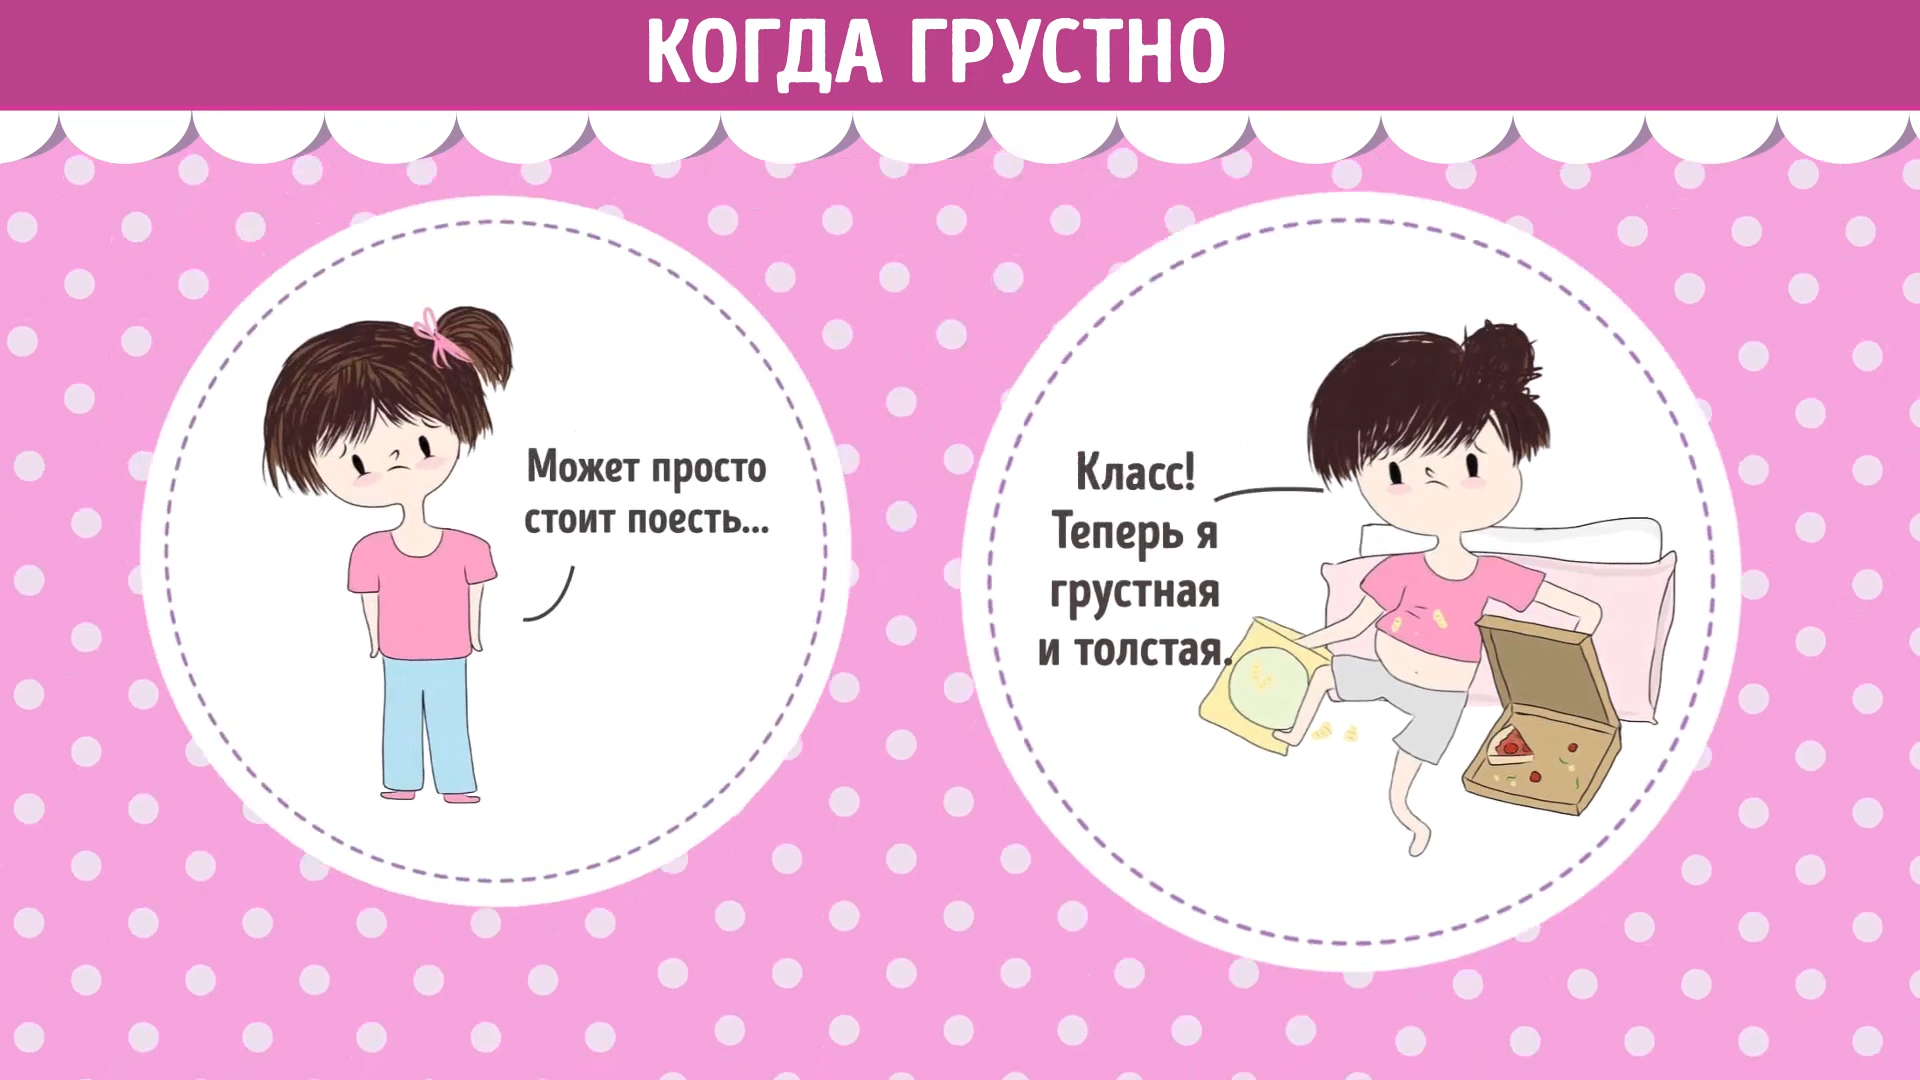 КОГДА ГРУСТНО
Может просто
стоит поесть...
Класс!
Теперь я
грустная
и толстая.